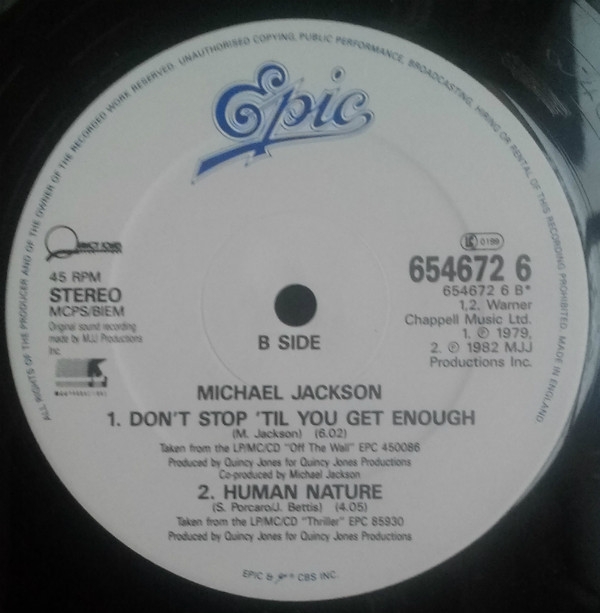 ALL RIGHTS OF THE PRODUCER AND OF THE OWNER OF THE RECORDED WORK RESERVED. UNAUTHORISED COPYING, PUBLIC PERFORMANCE, BROADCASTING, HIRING OR RENTAL OF THIS RECORDING PROHIBITED. MADE IN ENGLAND
Epic
45 RPM
STEREO
MCPS/BIEM
Original sound recording
made by MJJ Productions
Inc.
LC 0199
654672 6
654672 6 B*
1,2. Warner
Chappell Music Ltd.
1. ℗ 1979,
2. ℗ 1982 MJJ
Productions Inc.
B SIDE
MICHAEL JACKSON
1. DON'T STOP 'TIL YOU GET ENOUGH
(M. Jackson) (6.02)
Taken from the LP/MC/CD "Off The Wall" EPC 450086
Produced by Quincy Jones for Quincy Jones Productions
Co-produced by Michael Jackson
2. HUMAN NATURE
(S. Porcaro/J. Bettis) (4.05)
Taken from the LP/MC/CD "Thriller" EPC 85930
Produced by Quincy Jones for Quincy Jones Productions
EPIC & CBS INC.